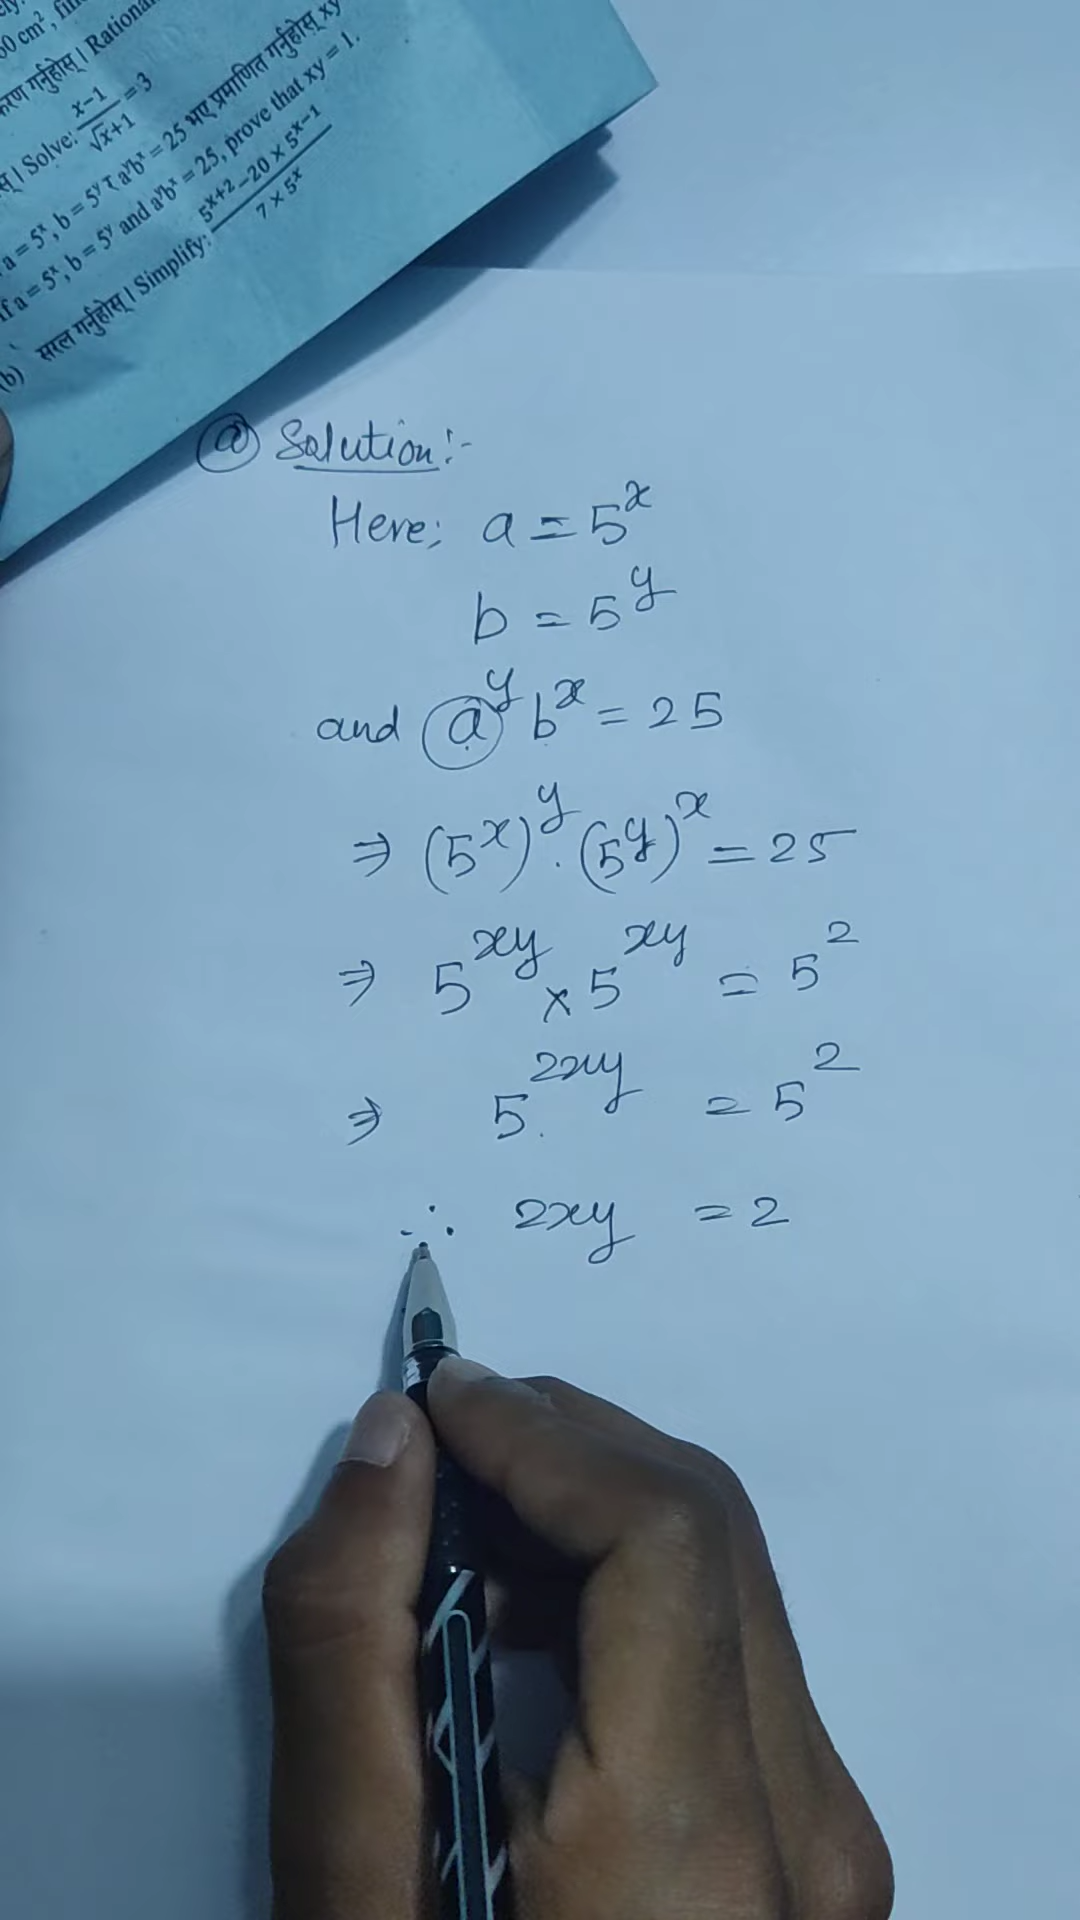 60 cm²,
गर्नुहोस् । Rational
। Solve: x−1 / √x+1 = 3
a = 5ˣ, b = 5ʸ र aʸbˣ = 25 भए प्रमाणित गर्नुहोस् xy
If a = 5ˣ, b = 5ʸ and aʸbˣ = 25, prove that xy = 1.
(b) सरल गर्नुहोस् । Simplify: 5ˣ⁺² − 20 × 5ˣ⁻¹ / 7 × 5ˣ
ⓐ Solution:-
Here; a = 5ˣ
b = 5ʸ
and aʸ bˣ = 25
⇒ (5ˣ)ʸ . (5ʸ)ˣ = 25
⇒ 5ˣʸ × 5ˣʸ = 5²
⇒ 5²ˣʸ = 5²
∴ 2xy = 2